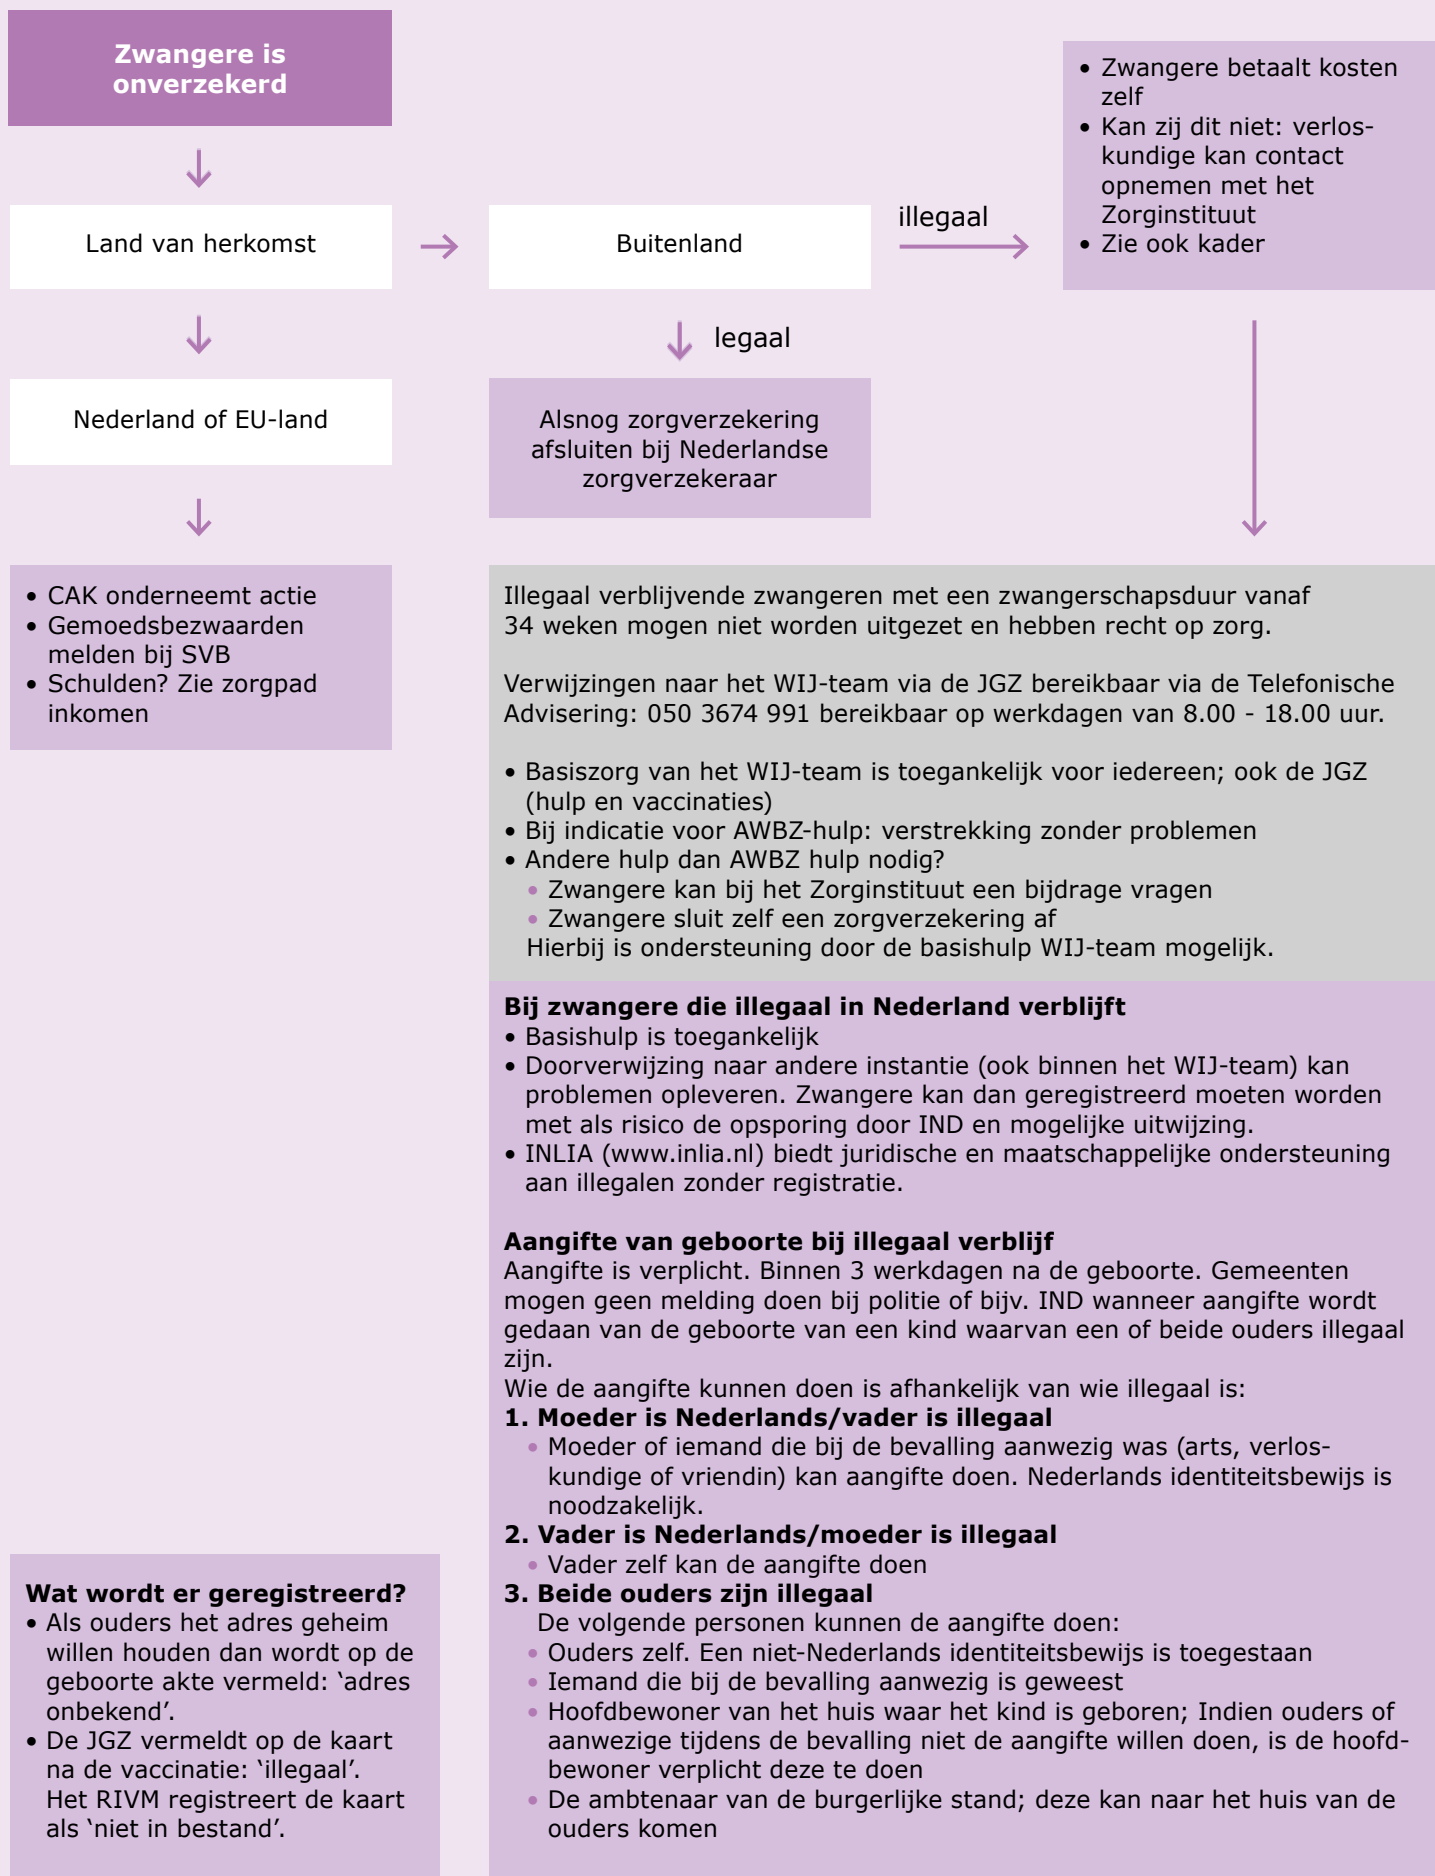 Zwangere is
onverzekerd
Land van herkomst
Buitenland
illegaal
• Zwangere betaalt kosten
zelf
• Kan zij dit niet: verlos-
kundige kan contact
opnemen met het
Zorginstituut
• Zie ook kader
legaal
Nederland of EU-land
Alsnog zorgverzekering
afsluiten bij Nederlandse
zorgverzekeraar
• CAK onderneemt actie
• Gemoedsbezwaarden
melden bij SVB
• Schulden? Zie zorgpad
inkomen
Illegaal verblijvende zwangeren met een zwangerschapsduur vanaf
34 weken mogen niet worden uitgezet en hebben recht op zorg.
Verwijzingen naar het WIJ-team via de JGZ bereikbaar via de Telefonische
Advisering: 050 3674 991 bereikbaar op werkdagen van 8.00 - 18.00 uur.
• Basiszorg van het WIJ-team is toegankelijk voor iedereen; ook de JGZ
(hulp en vaccinaties)
• Bij indicatie voor AWBZ-hulp: verstrekking zonder problemen
• Andere hulp dan AWBZ hulp nodig?
• Zwangere kan bij het Zorginstituut een bijdrage vragen
• Zwangere sluit zelf een zorgverzekering af
Hierbij is ondersteuning door de basishulp WIJ-team mogelijk.
Bij zwangere die illegaal in Nederland verblijft
• Basishulp is toegankelijk
• Doorverwijzing naar andere instantie (ook binnen het WIJ-team) kan
problemen opleveren. Zwangere kan dan geregistreerd moeten worden
met als risico de opsporing door IND en mogelijke uitwijzing.
• INLIA (www.inlia.nl) biedt juridische en maatschappelijke ondersteuning
aan illegalen zonder registratie.
Aangifte van geboorte bij illegaal verblijf
Aangifte is verplicht. Binnen 3 werkdagen na de geboorte. Gemeenten
mogen geen melding doen bij politie of bijv. IND wanneer aangifte wordt
gedaan van de geboorte van een kind waarvan een of beide ouders illegaal
zijn.
Wie de aangifte kunnen doen is afhankelijk van wie illegaal is:
1. Moeder is Nederlands/vader is illegaal
• Moeder of iemand die bij de bevalling aanwezig was (arts, verlos-
kundige of vriendin) kan aangifte doen. Nederlands identiteitsbewijs is
noodzakelijk.
2. Vader is Nederlands/moeder is illegaal
• Vader zelf kan de aangifte doen
3. Beide ouders zijn illegaal
De volgende personen kunnen de aangifte doen:
• Ouders zelf. Een niet-Nederlands identiteitsbewijs is toegestaan
• Iemand die bij de bevalling aanwezig is geweest
• Hoofdbewoner van het huis waar het kind is geboren; Indien ouders of
aanwezige tijdens de bevalling niet de aangifte willen doen, is de hoofd-
bewoner verplicht deze te doen
• De ambtenaar van de burgerlijke stand; deze kan naar het huis van de
ouders komen
Wat wordt er geregistreerd?
• Als ouders het adres geheim
willen houden dan wordt op de
geboorte akte vermeld: ‘adres
onbekend’.
• De JGZ vermeldt op de kaart
na de vaccinatie: ‘illegaal’.
Het RIVM registreert de kaart
als ‘niet in bestand’.